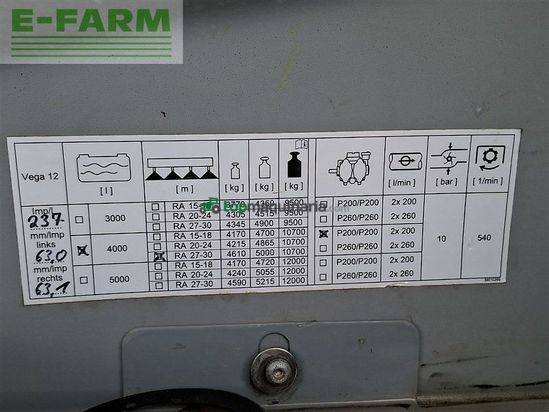 E-FARM
Vega 12
[ l ] [ m ] [ kg ] [ kg ] [ kg ] [l/min] [ bar ] [1/min]
Imp/l
237
mm/Imp
links
63,0
mm/Imp
rechts
63,1
3000 RA 15-18 9500 P200/P200 2x 200
RA 20-24 4305 4515 9500 P260/P260 2x 260
RA 27-30 4345 4900 9500
4000 RA 15-18 4170 4700 10700 P200/P200 2x 200
RA 20-24 4215 4865 10700 P260/P260 2x 260 10 540
RA 27-30 4610 5000 10700
5000 RA 15-18 4170 4720 12000 P200/P200 2x 200
RA 20-24 4240 5055 12000 P260/P260 2x 260
RA 27-30 4590 5215 12000